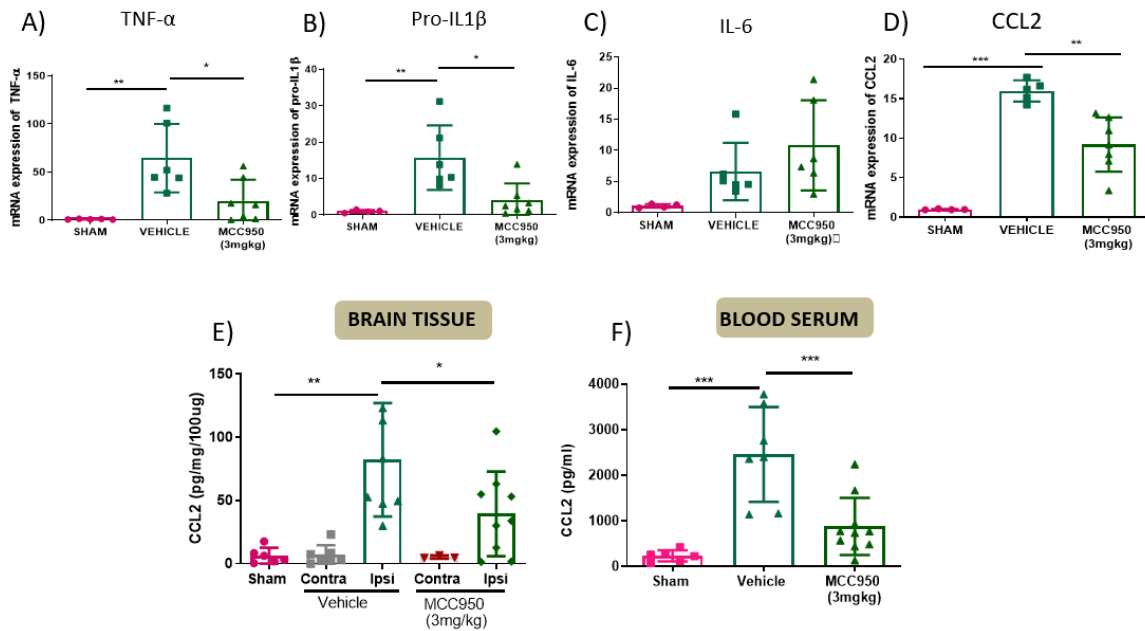 A)
TNF-α
mRNA expression of TNF-α
150
100
50
0
**
*
SHAM
VEHICLE
MCC950
(3mgkg)
B)
Pro-IL1β
mRNA expression of pro-IL1β
40
30
20
10
0
**
*
SHAM
VEHICLE
MCC950
(3mgkg)
C)
IL-6
mRNA expression of IL-6
25
20
15
10
5
0
SHAM
VEHICLE
MCC950
(3mgkg)□
D)
CCL2
mRNA expression of CCL2
20
15
10
5
0
***
**
SHAM
VEHICLE
MCC950
(3mgkg)
E)
BRAIN TISSUE
CCL2 (pg/mg/100ug)
150
100
50
0
**
*
Sham
Contra
Ipsi
Contra
Ipsi
Vehicle
MCC950
(3mg/kg)
F)
BLOOD SERUM
CCL2 (pg/ml)
4000
3000
2000
1000
0
***
***
Sham
Vehicle
MCC950
(3mgkg)